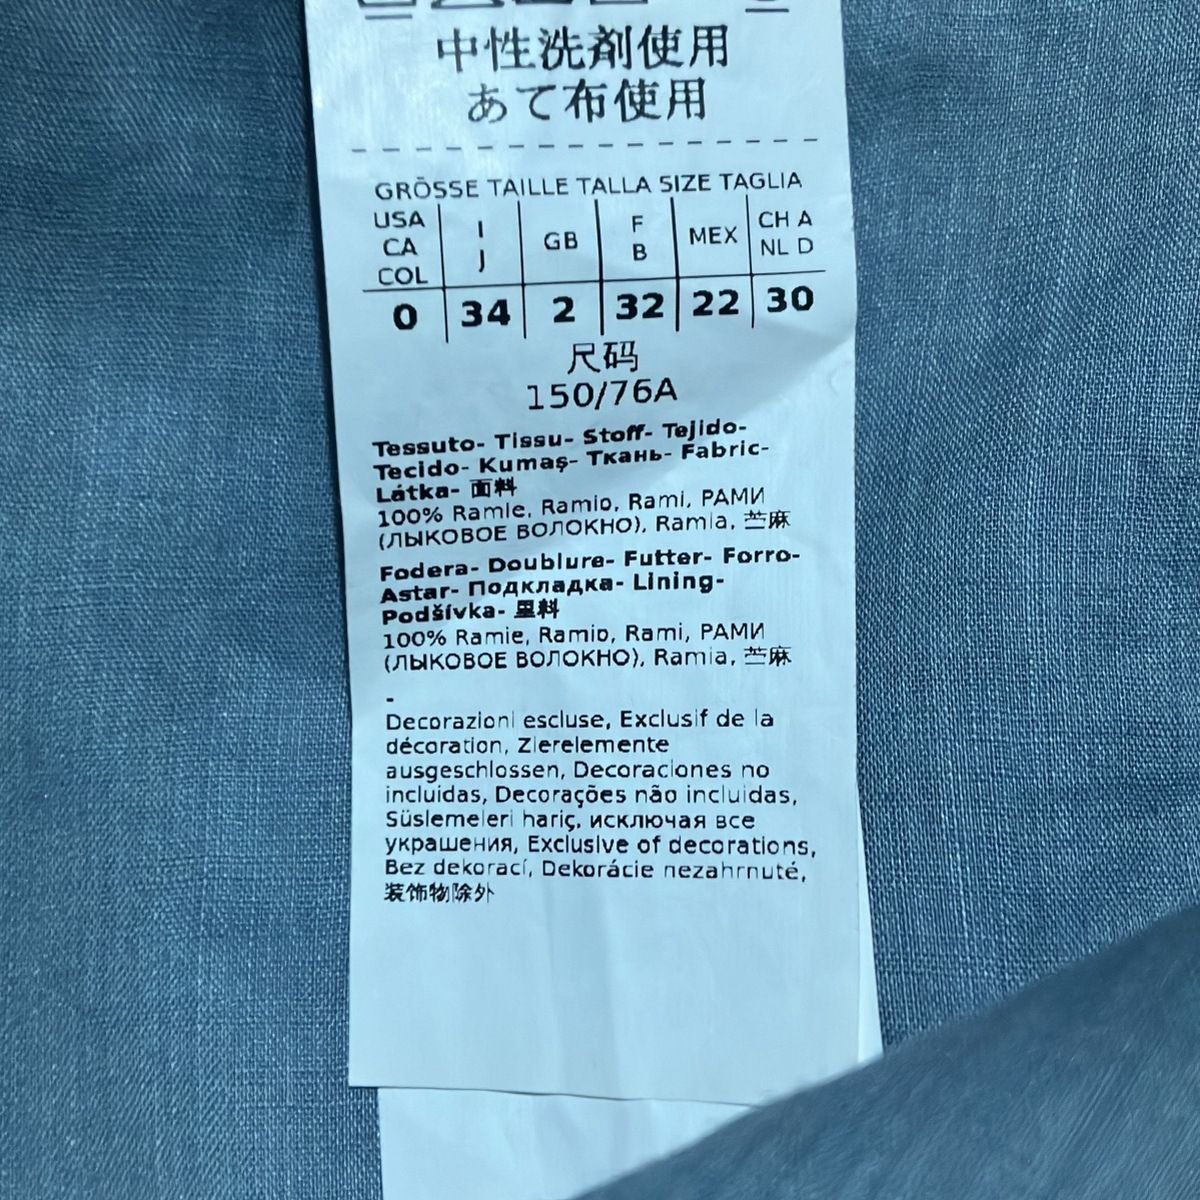 中性洗剤使用
あて布使用
GRÖSSE TAILLE TALLA SIZE TAGLIA
USA CA COL | I J | GB | F B | MEX | CH A NL D
0 | 34 | 2 | 32 | 22 | 30
尺码
150/76A
Tessuto- Tissu- Stoff- Tejido-
Tecido- Kumaş- Ткань- Fabric-
Látka- 面料
100% Ramie, Ramio, Rami, РАМИ
(ЛЫКОВОЕ ВОЛОКНО), Ramia, 苎麻
Fodera- Doublure- Futter- Forro-
Astar- Подкладка- Lining-
Podšívka- 里料
100% Ramie, Ramio, Rami, РАМИ
(ЛЫКОВОЕ ВОЛОКНО), Ramia, 苎麻
-
Decorazioni escluse, Exclusif de la
décoration, Zierelemente
ausgeschlossen, Decoraciones no
incluidas, Decorações não incluidas,
Süslemeleri hariç, исключая все
украшения, Exclusive of decorations,
Bez dekorací, Dekorácie nezahrnuté,
装饰物除外